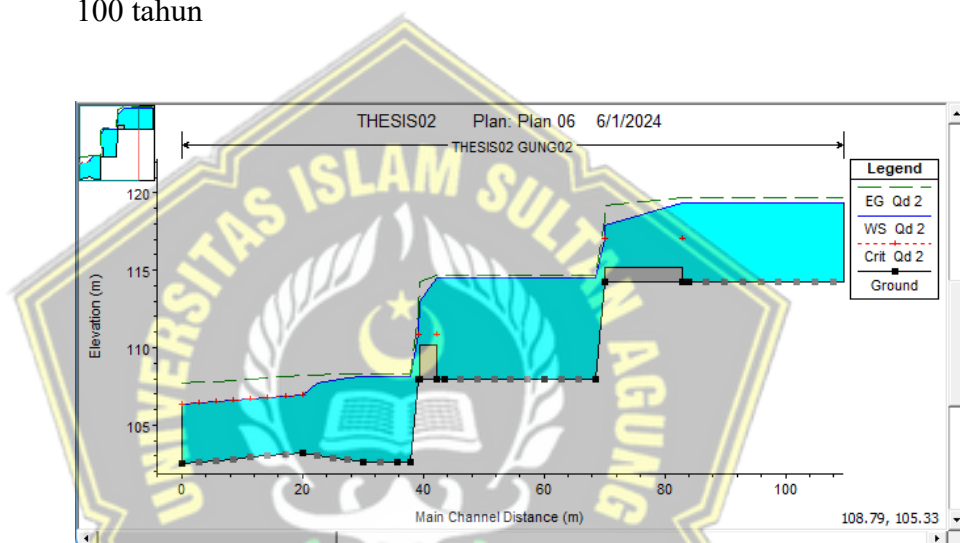 100 tahun
THESIS02 Plan: Plan 06 6/1/2024
THESIS02 GUNG02
Legend
EG Qd 2
WS Qd 2
Crit Qd 2
Ground
Elevation (m)
120
115
110
105
0 20 40 60 80 100
Main Channel Distance (m)
108.79, 105.33
UNIVERSITAS ISLAM SULTAN AGUNG